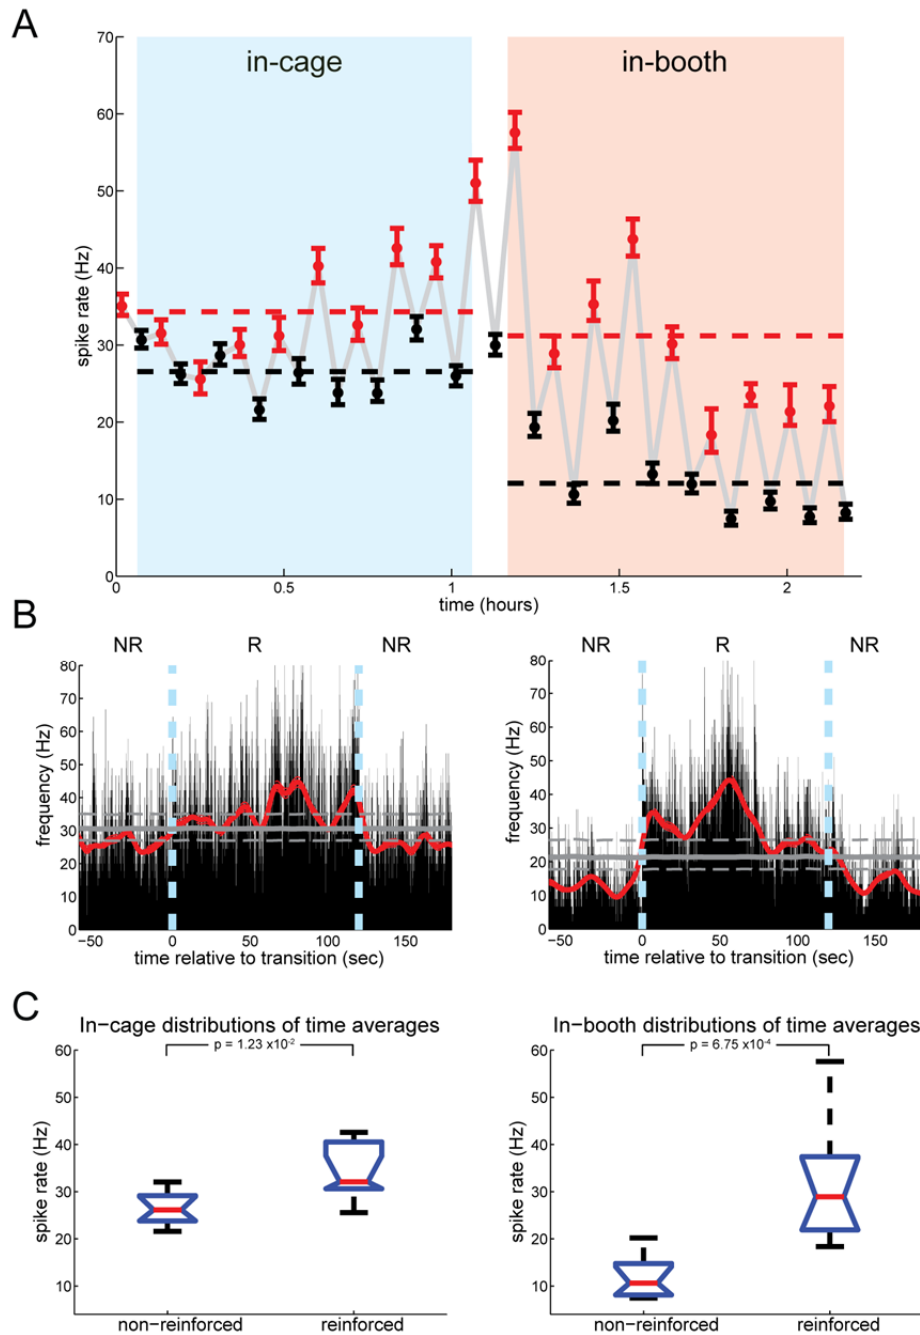 A
in-cage
in-booth
70
60
50
40
30
20
10
0
spike rate (Hz)
0 0.5 1 1.5 2
time (hours)
B
NR R NR
80
70
60
50
40
30
20
10
0
frequency (Hz)
−50 0 50 100 150
time relative to transition (sec)
NR R NR
80
70
60
50
40
30
20
10
0
frequency (Hz)
−50 0 50 100 150
time relative to transition (sec)
C
In−cage distributions of time averages
p = 1.23 x10⁻²
60
50
40
30
20
10
spike rate (Hz)
non−reinforced reinforced
In−booth distributions of time averages
p = 6.75 x10⁻⁴
60
50
40
30
20
10
spike rate (Hz)
non−reinforced reinforced